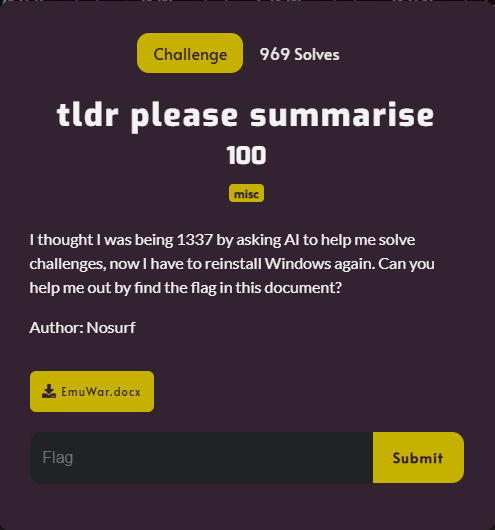 Challenge
969 Solves
tldr please summarise
100
misc
I thought I was being 1337 by asking AI to help me solve
challenges, now I have to reinstall Windows again. Can you
help me out by find the flag in this document?
Author: Nosurf
EmuWar.docx
Flag
Submit